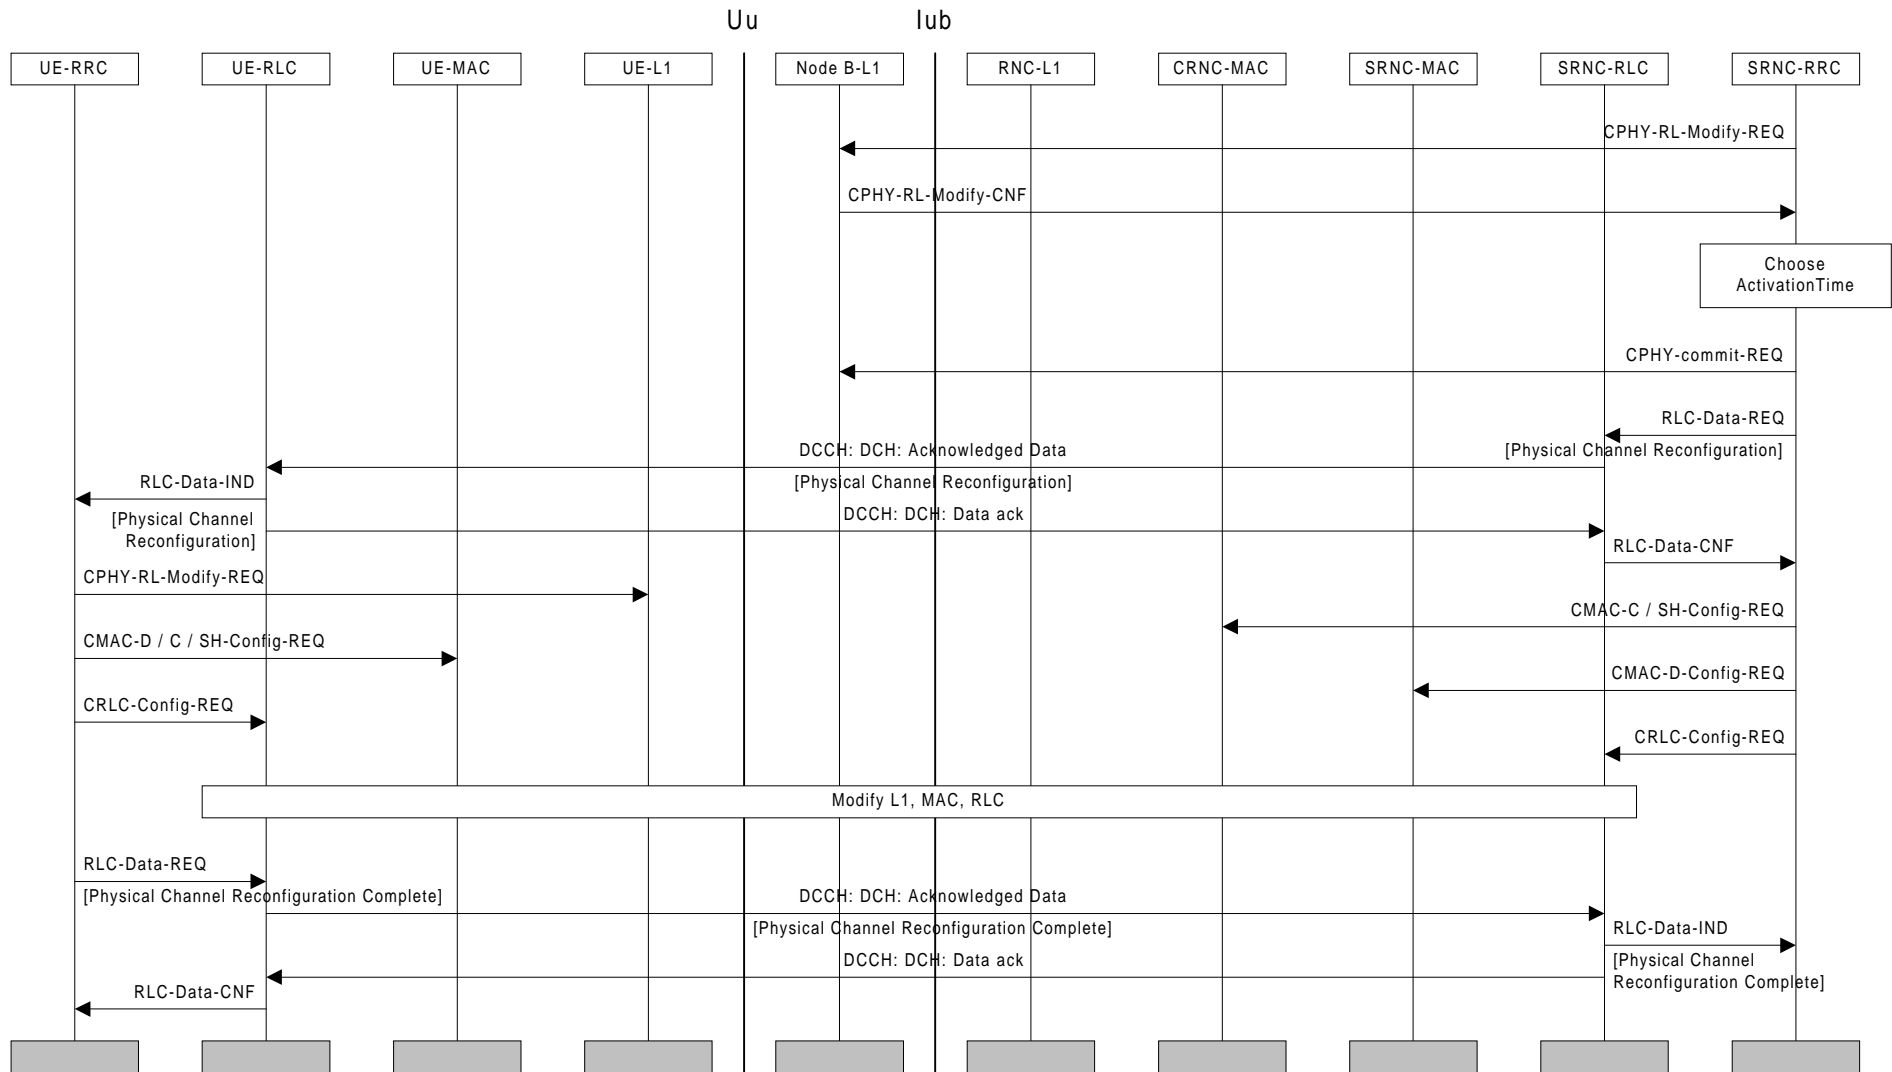 Uu
Iub
UE-RRC
UE-RLC
UE-MAC
UE-L1
Node B-L1
RNC-L1
CRNC-MAC
SRNC-MAC
SRNC-RLC
SRNC-RRC
CPHY-RL-Modify-REQ
CPHY-RL-Modify-CNF
Choose
ActivationTime
CPHY-commit-REQ
RLC-Data-REQ
[Physical Channel Reconfiguration]
DCCH: DCH: Acknowledged Data
[Physical Channel Reconfiguration]
RLC-Data-IND
[Physical Channel
Reconfiguration]
DCCH: DCH: Data ack
RLC-Data-CNF
CPHY-RL-Modify-REQ
CMAC-C / SH-Config-REQ
CMAC-D / C / SH-Config-REQ
CMAC-D-Config-REQ
CRLC-Config-REQ
CRLC-Config-REQ
Modify L1, MAC, RLC
RLC-Data-REQ
[Physical Channel Reconfiguration Complete]
DCCH: DCH: Acknowledged Data
[Physical Channel Reconfiguration Complete]
RLC-Data-IND
[Physical Channel
Reconfiguration Complete]
DCCH: DCH: Data ack
RLC-Data-CNF